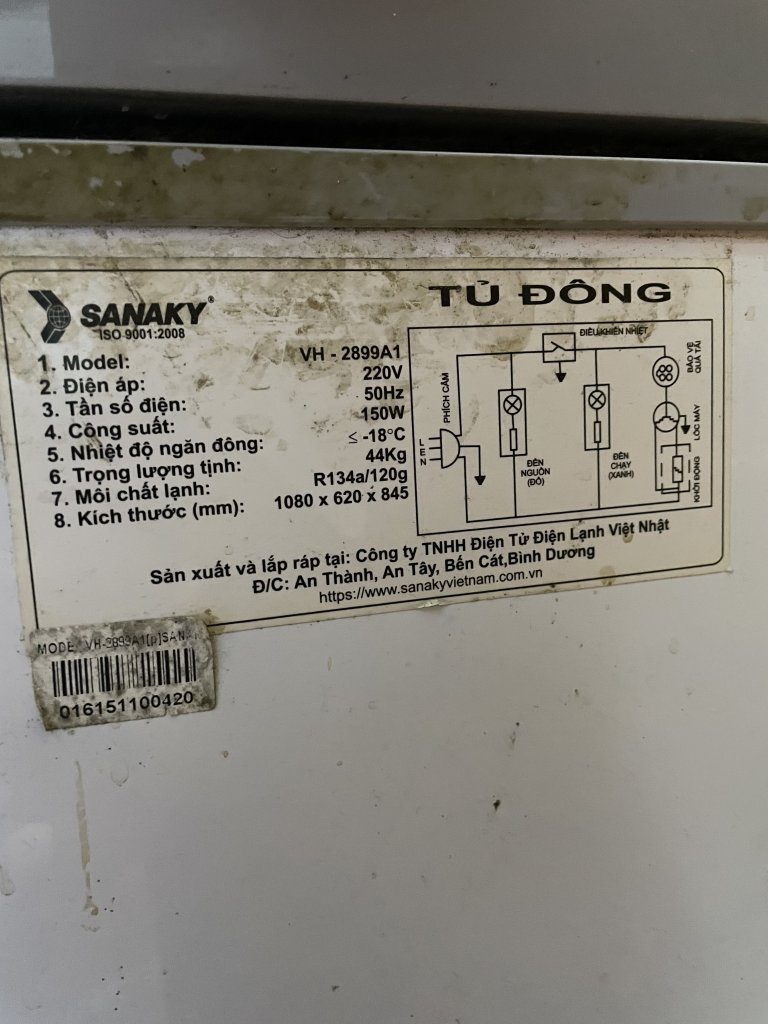 SANAKY®
ISO 9001:2008
TỦ ĐÔNG
1. Model: VH - 2899A1
2. Điện áp: 220V
3. Tần số điện: 50Hz
4. Công suất: 150W
5. Nhiệt độ ngăn đông: ≤ -18°C
6. Trọng lượng tịnh: 44Kg
7. Môi chất lạnh: R134a/120g
8. Kích thước (mm): 1080 x 620 x 845
ĐIỀU KHIỂN NHIỆT
BẢO VỆ
QUÁ TẢI
PHÍCH CẮM
L
E
N
ĐÈN
NGUỒN
(ĐỎ)
ĐÈN
CHẠY
(XANH)
LỐC MÁY
KHỞI ĐỘNG
Sản xuất và lắp ráp tại: Công ty TNHH Điện Tử Điện Lạnh Việt Nhật
Đ/C: An Thành, An Tây, Bến Cát,Bình Dương
https://www.sanakyvietnam.com.vn
MODE VH-2899A1[p]SAN
016151100420